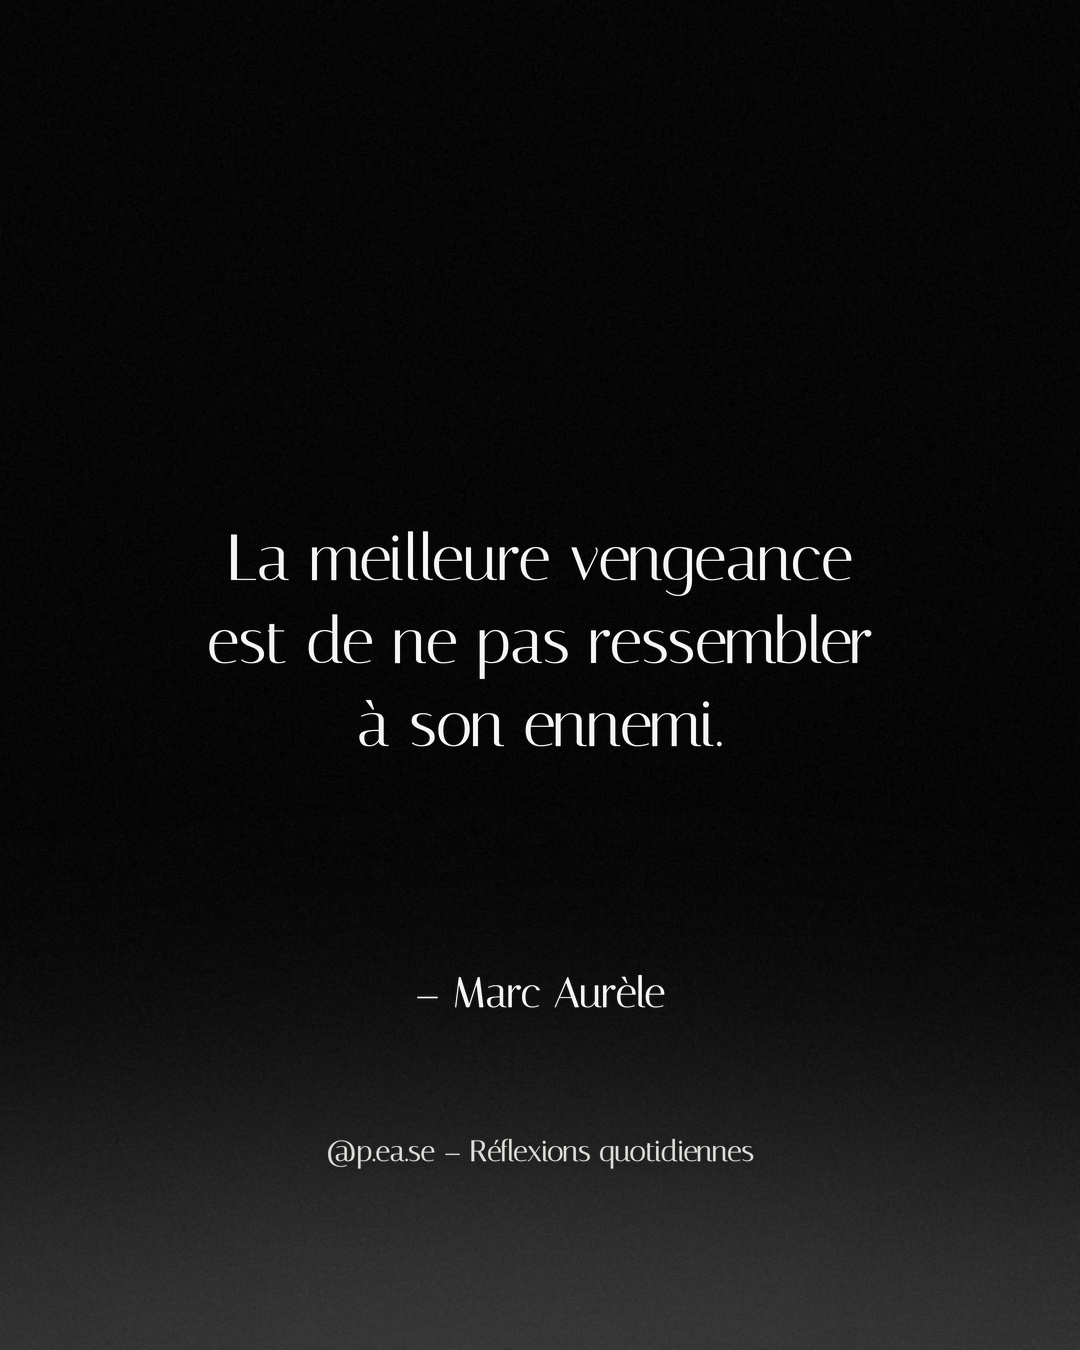 La meilleure vengeance
est de ne pas ressembler
à son ennemi.
– Marc Aurèle
@p.ea.se – Réflexions quotidiennes